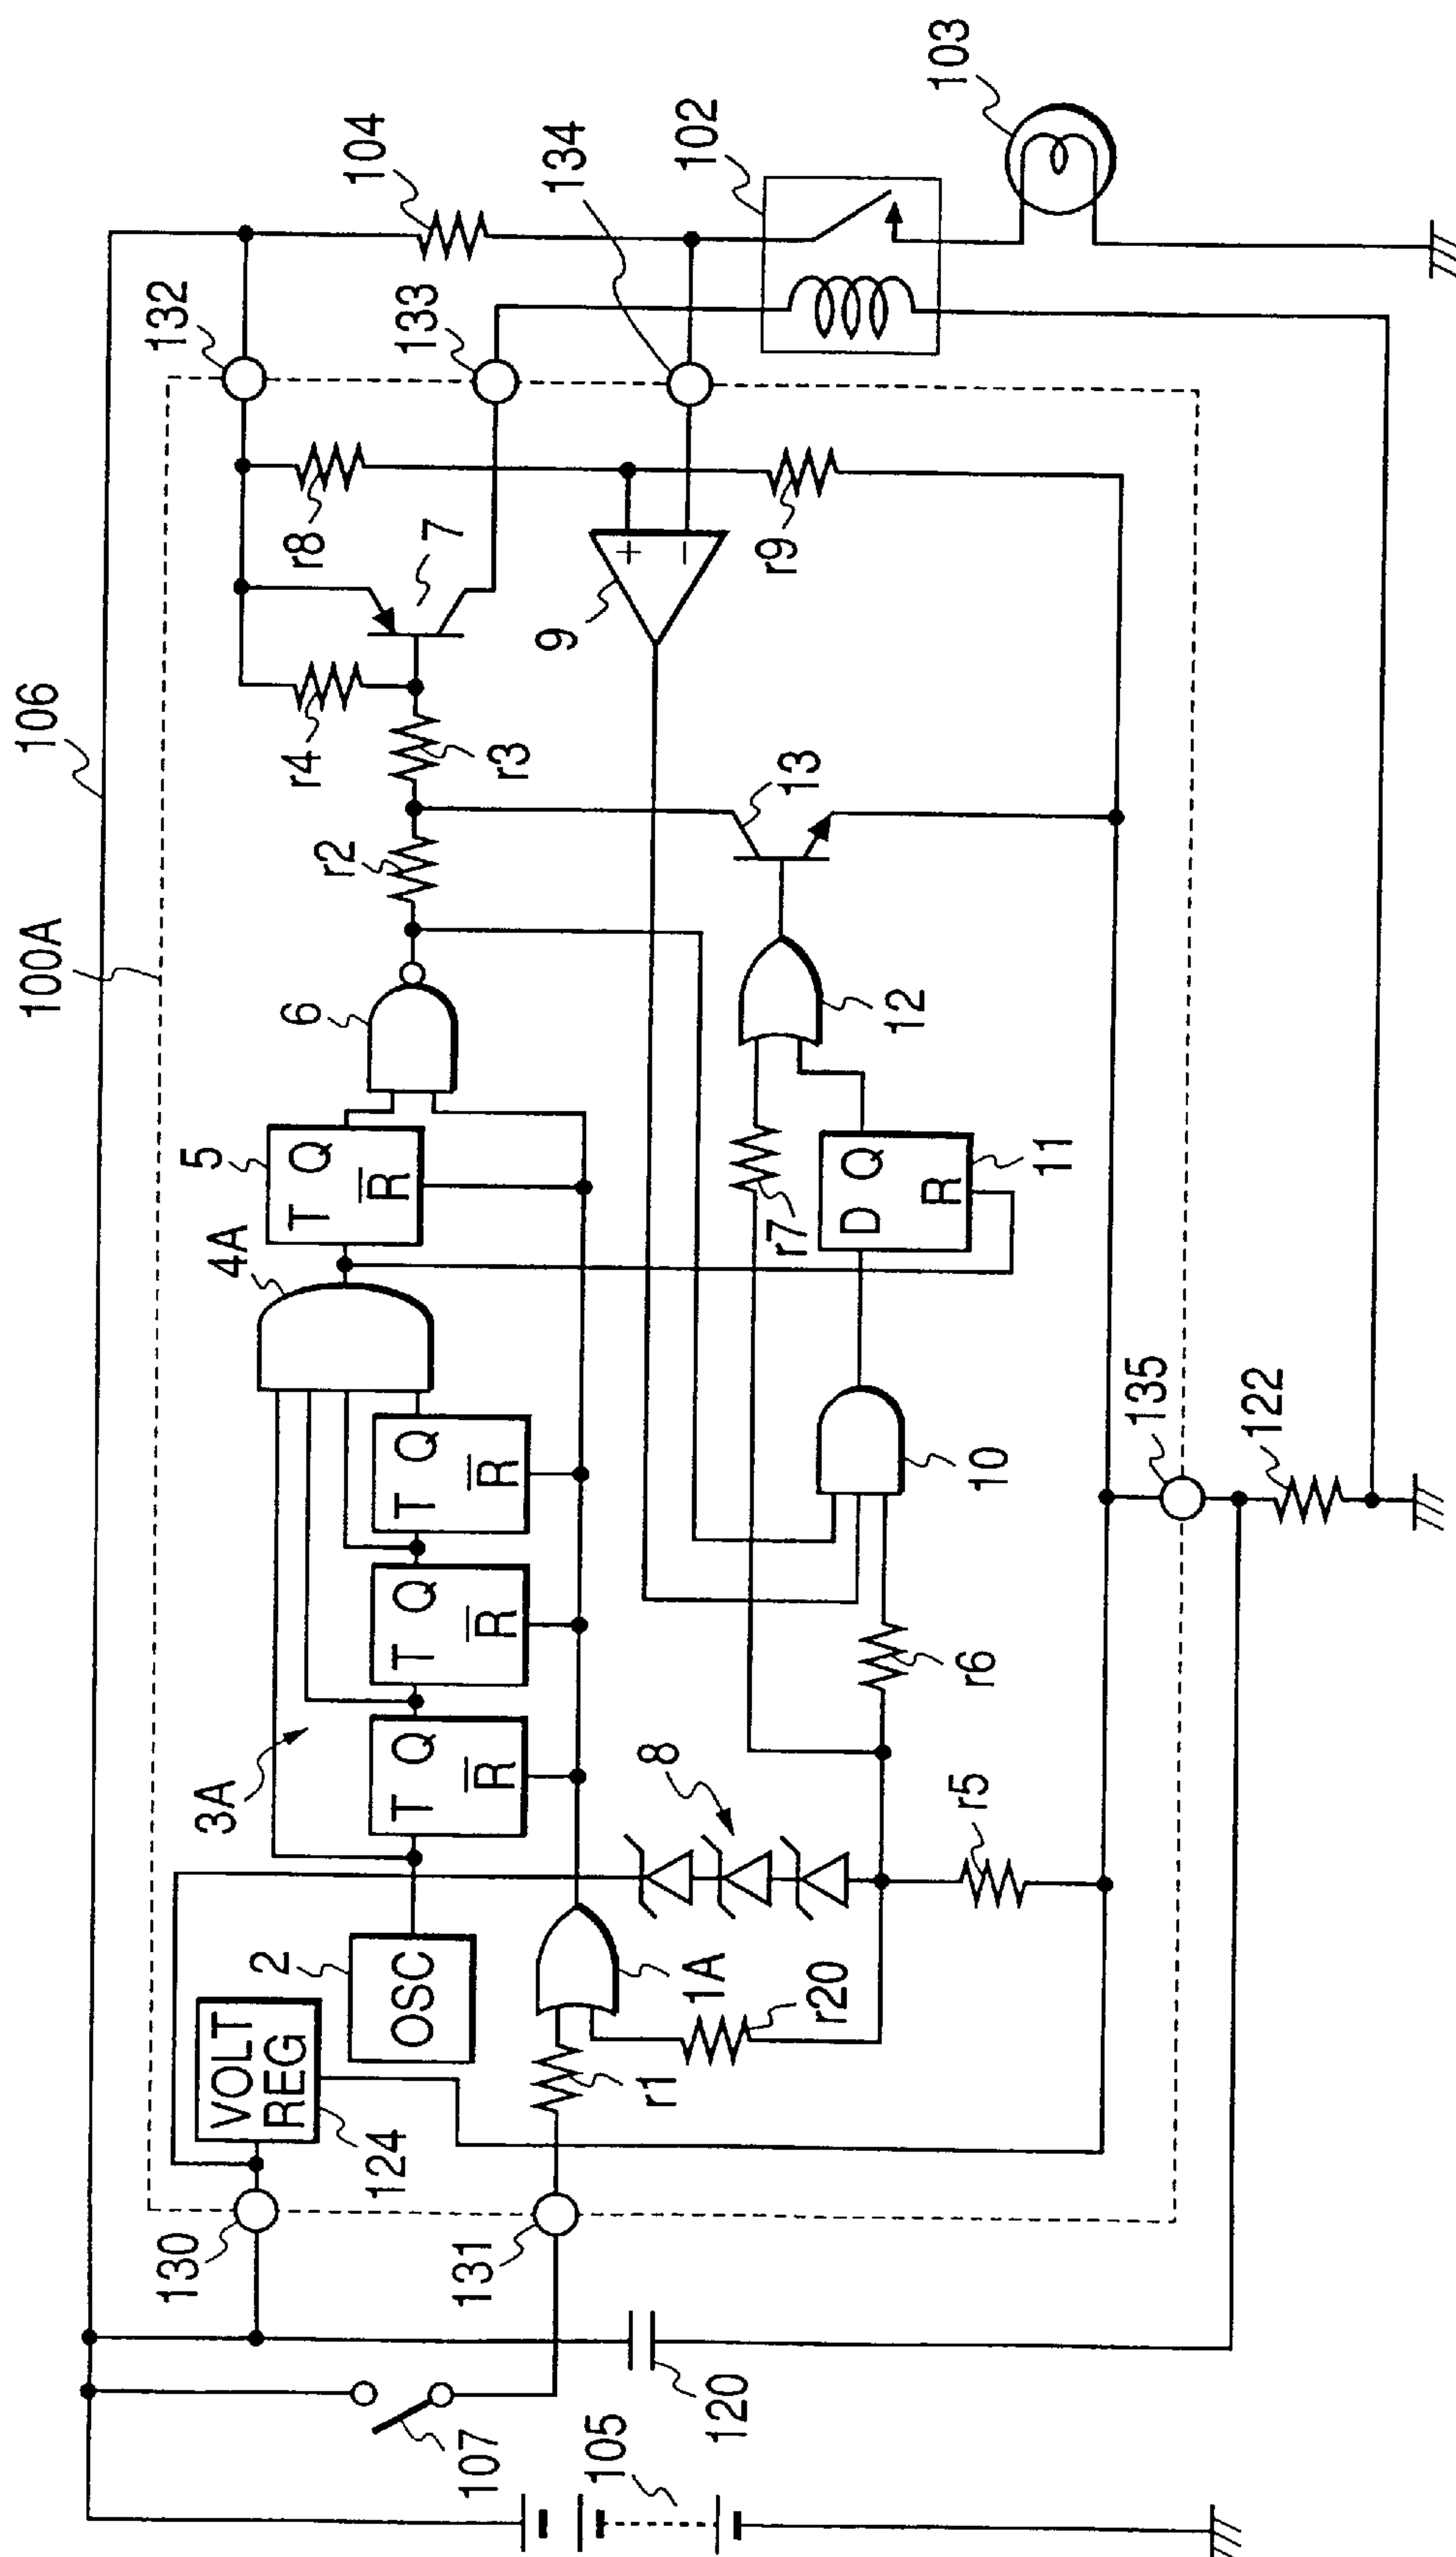 106
100A
132
104
133
134
102
103
r8
7
r4
r3
9
+
−
r9
r2
13
6
12
5
T Q
R
4A
r7
D Q
R
11
3A
T Q
R
T Q
R
T Q
R
10
135
122
r6
8
r5
2
OSC
VOLT
REG
124
1A
r20
r1
130
131
107
120
105